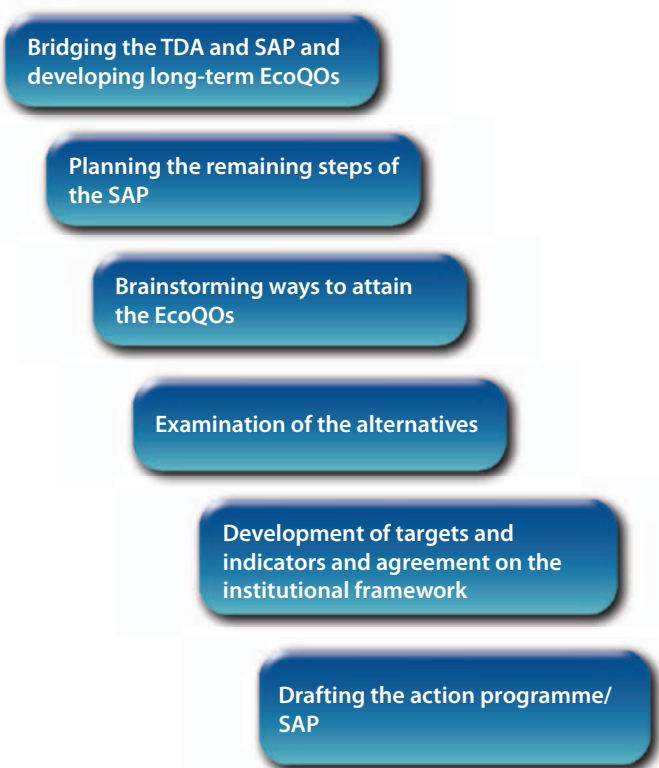 Bridging the TDA and SAP and
developing long-term EcoQOs
Planning the remaining steps of
the SAP
Brainstorming ways to attain
the EcoQOs
Examination of the alternatives
Development of targets and
indicators and agreement on the
institutional framework
Drafting the action programme/
SAP